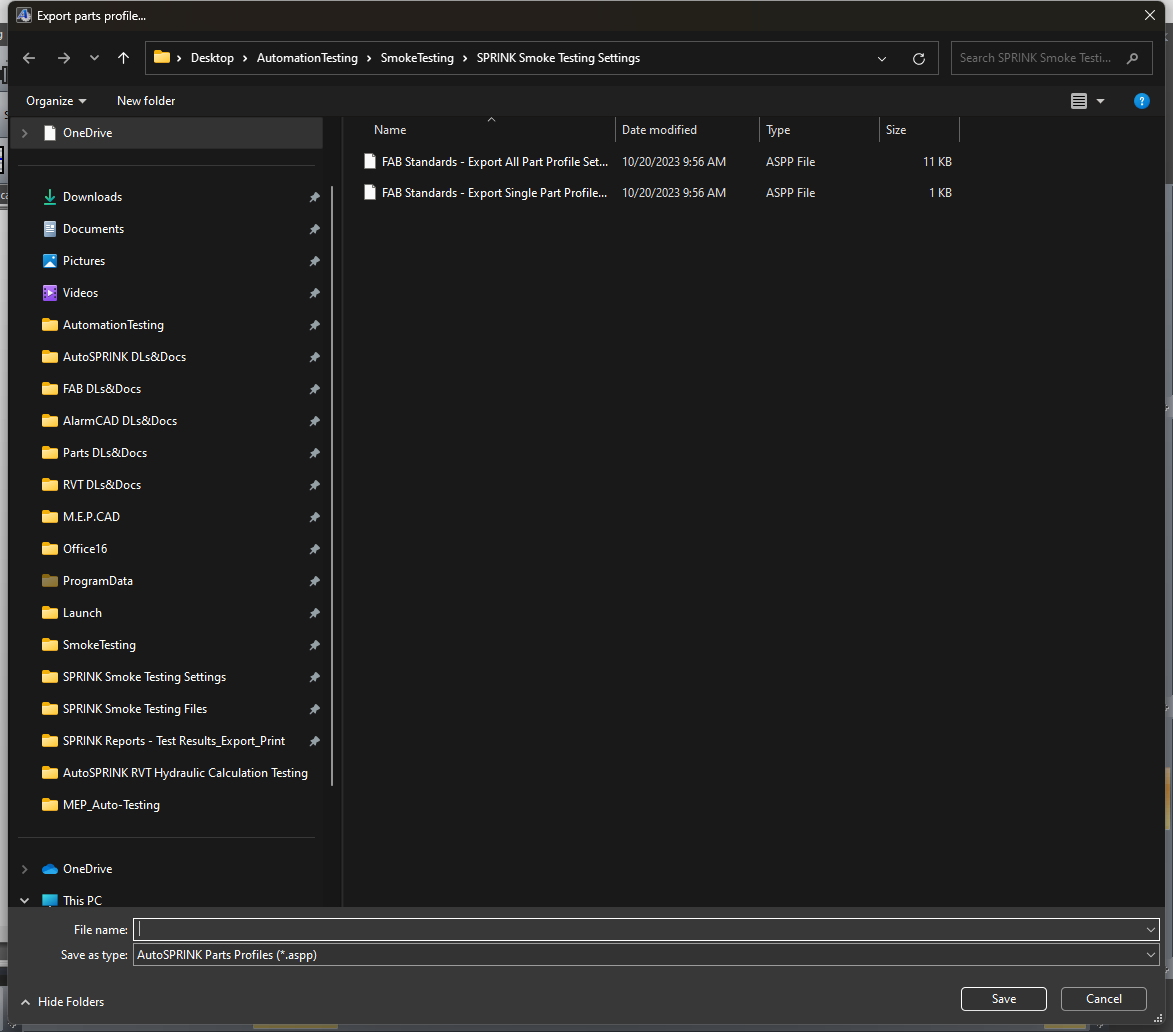 Export parts profile...
Desktop > AutomationTesting > SmokeTesting > SPRINK Smoke Testing Settings
Search SPRINK Smoke Testi...
Organize New folder
Name Date modified Type Size
FAB Standards - Export All Part Profile Set... 10/20/2023 9:56 AM ASPP File 11 KB
FAB Standards - Export Single Part Profile... 10/20/2023 9:56 AM ASPP File 1 KB
OneDrive
Downloads
Documents
Pictures
Videos
AutomationTesting
AutoSPRINK DLs&Docs
FAB DLs&Docs
AlarmCAD DLs&Docs
Parts DLs&Docs
RVT DLs&Docs
M.E.P.CAD
Office16
ProgramData
Launch
SmokeTesting
SPRINK Smoke Testing Settings
SPRINK Smoke Testing Files
SPRINK Reports - Test Results_Export_Print
AutoSPRINK RVT Hydraulic Calculation Testing
MEP_Auto-Testing
OneDrive
This PC
File name:
Save as type: AutoSPRINK Parts Profiles (*.aspp)
Hide Folders
Save Cancel